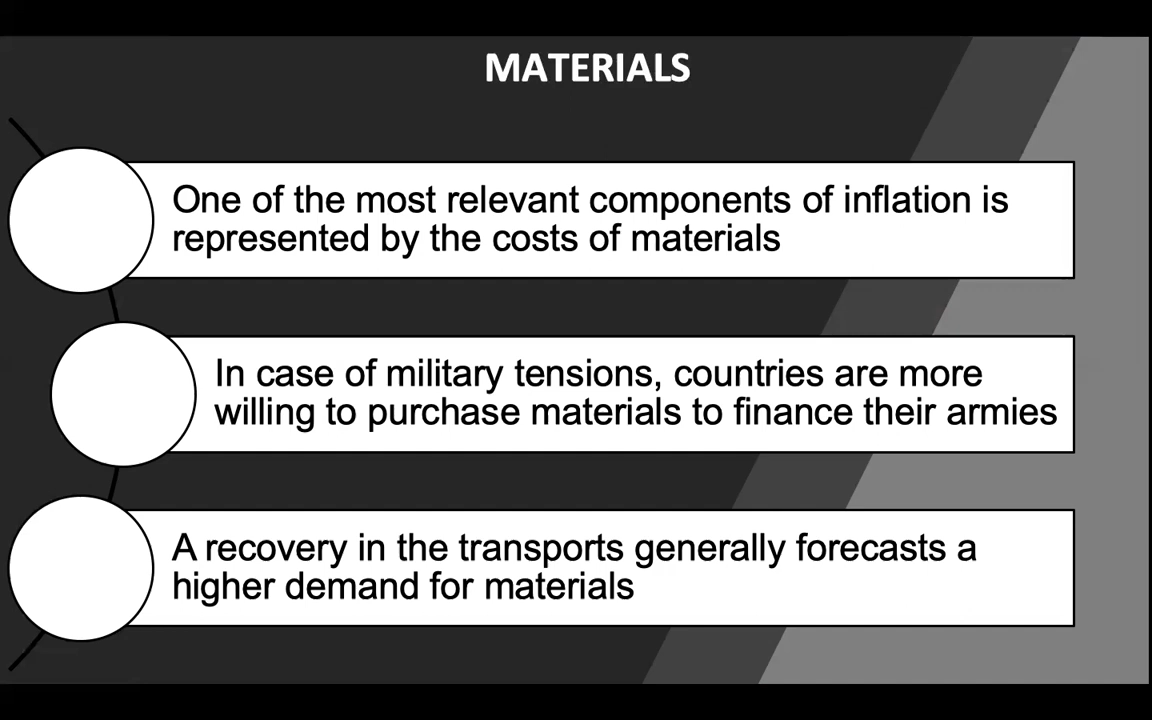 MATERIALS
One of the most relevant components of inflation is
represented by the costs of materials
In case of military tensions, countries are more
willing to purchase materials to finance their armies
A recovery in the transports generally forecasts a
higher demand for materials